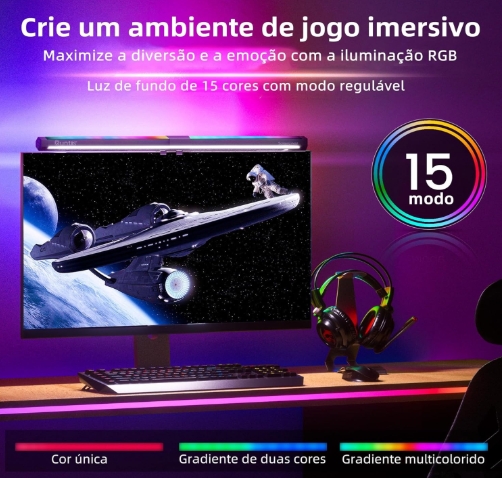 Crie um ambiente de jogo imersivo
Maximize a diversão e a emoção com a iluminação RGB
Luz de fundo de 15 cores com modo regulável
15
modo
Cor única
Gradiente de duas cores
Gradiente multicolorido